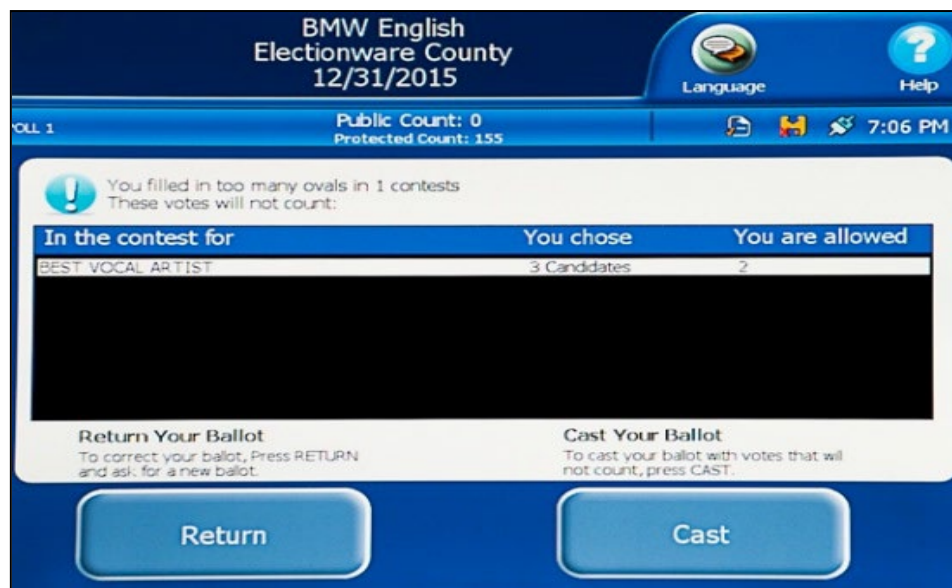 BMW English
Electionware County
12/31/2015
Language
Help
POLL 1
Public Count: 0
Protected Count: 155
7:06 PM
You filled in too many ovals in 1 contests
These votes will not count:
In the contest for You chose You are allowed
BEST VOCAL ARTIST 3 Candidates 2
Return Your Ballot
To correct your ballot, Press RETURN
and ask for a new ballot.
Cast Your Ballot
To cast your ballot with votes that will
not count, press CAST.
Return
Cast